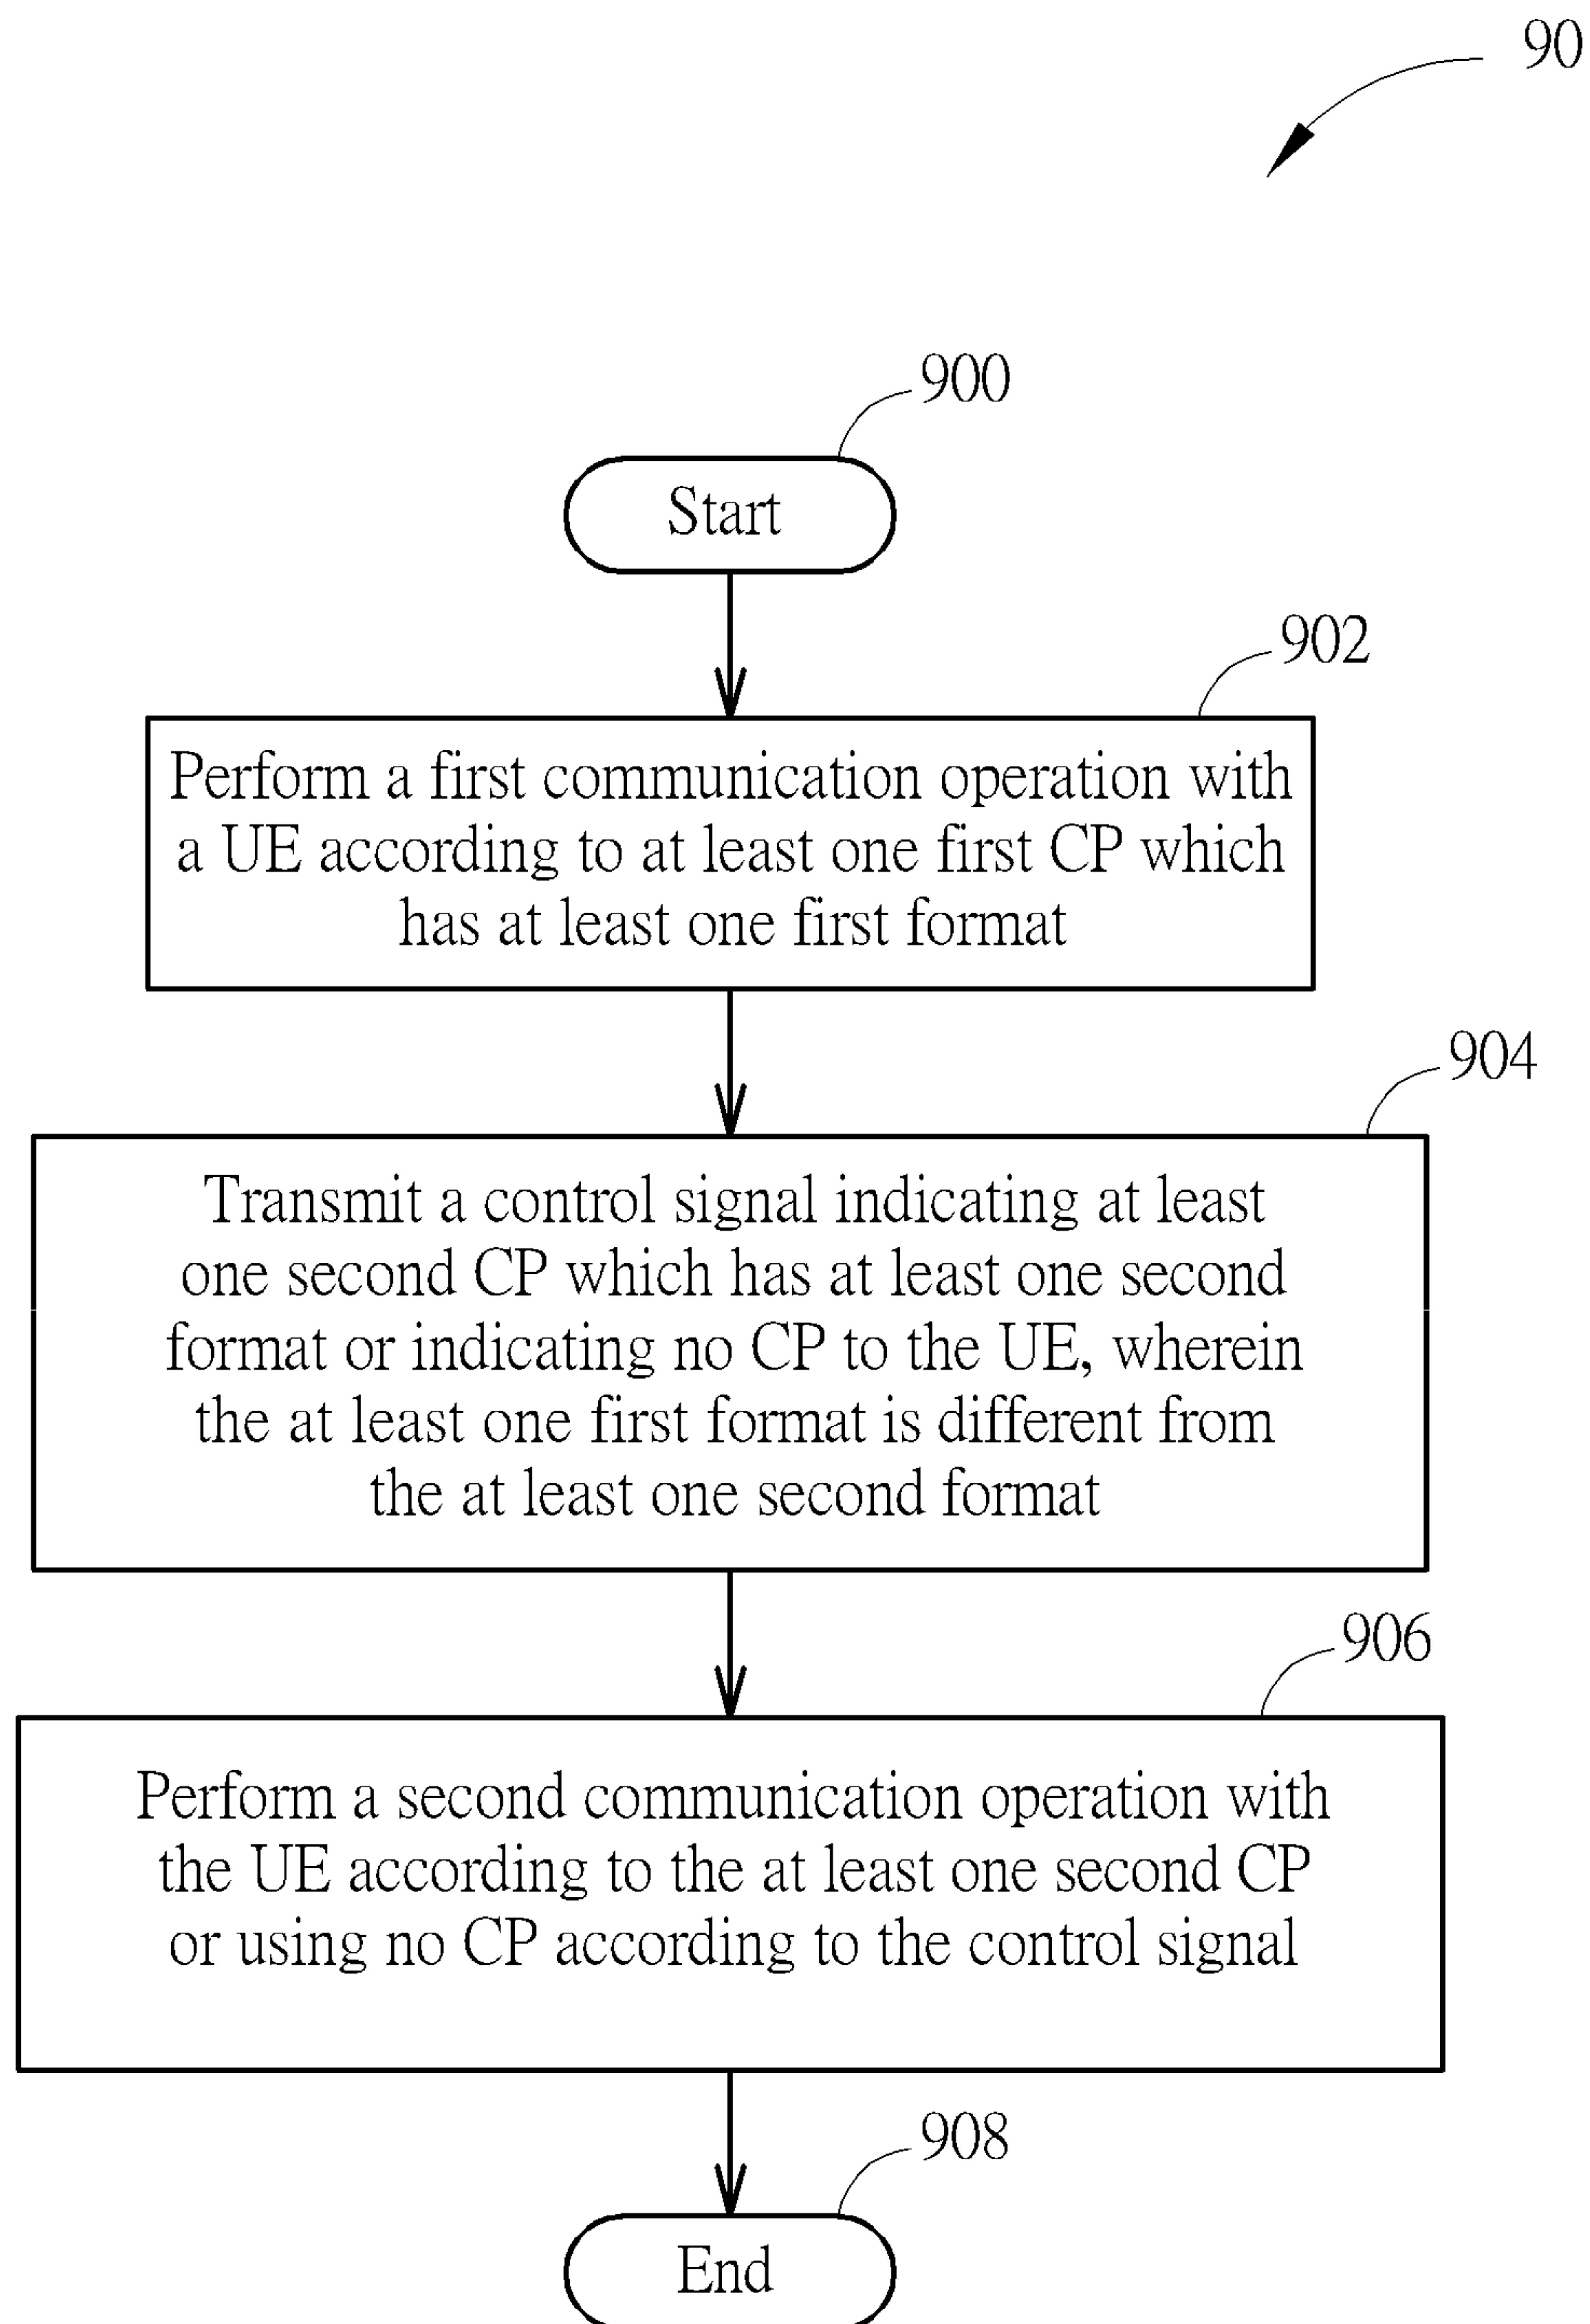 90
900
Start
902
Perform a first communication operation with
a UE according to at least one first CP which
has at least one first format
904
Transmit a control signal indicating at least
one second CP which has at least one second
format or indicating no CP to the UE, wherein
the at least one first format is different from
the at least one second format
906
Perform a second communication operation with
the UE according to the at least one second CP
or using no CP according to the control signal
908
End